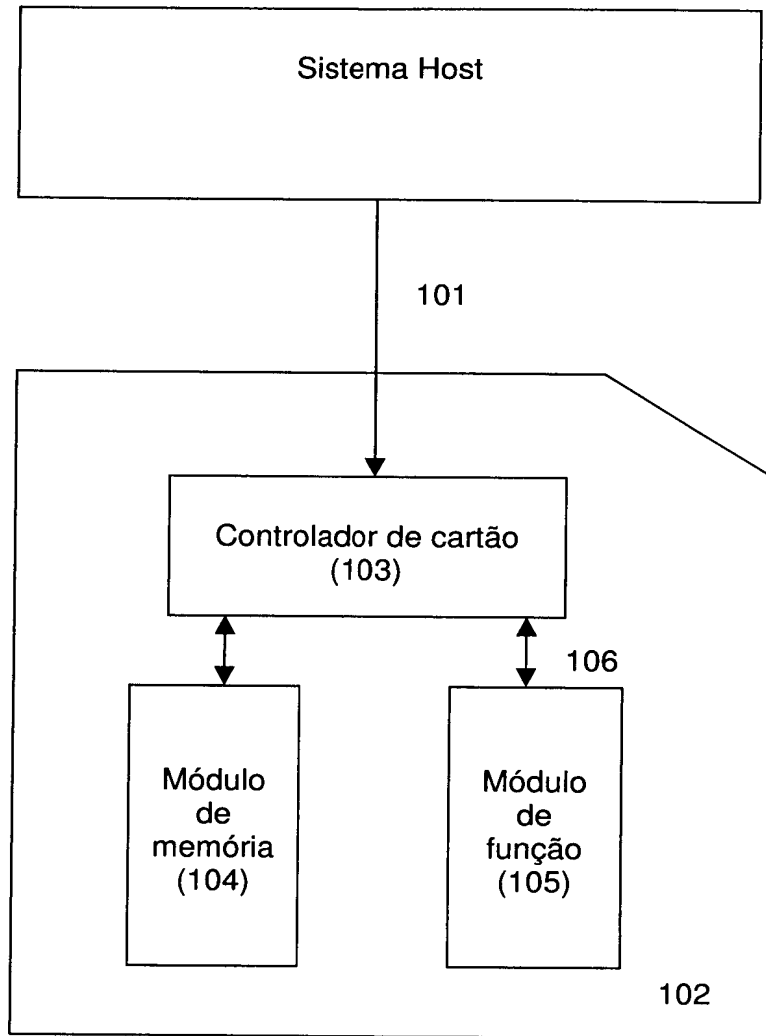 Sistema Host
101
Controlador de cartão
(103)
106
Módulo
de
memória
(104)
Módulo
de
função
(105)
102